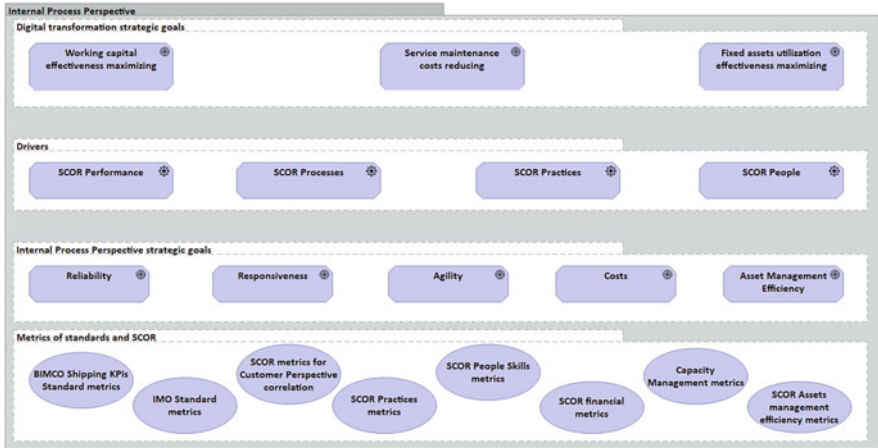 Internal Process Perspective
Digital transformation strategic goals
Working capital
effectiveness maximizing
Service maintenance
costs reducing
Fixed assets utilization
effectiveness maximizing
Drivers
SCOR Performance
SCOR Processes
SCOR Practices
SCOR People
Internal Process Perspective strategic goals
Reliability
Responsiveness
Agility
Costs
Asset Management
Efficiency
Metrics of standards and SCOR
BIMCO Shipping KPIs
Standard metrics
IMO Standard
metrics
SCOR metrics for
Customer Perspective
correlation
SCOR Practices
metrics
SCOR People Skills
metrics
SCOR financial
metrics
Capacity
Management metrics
SCOR Assets
management
efficiency metrics